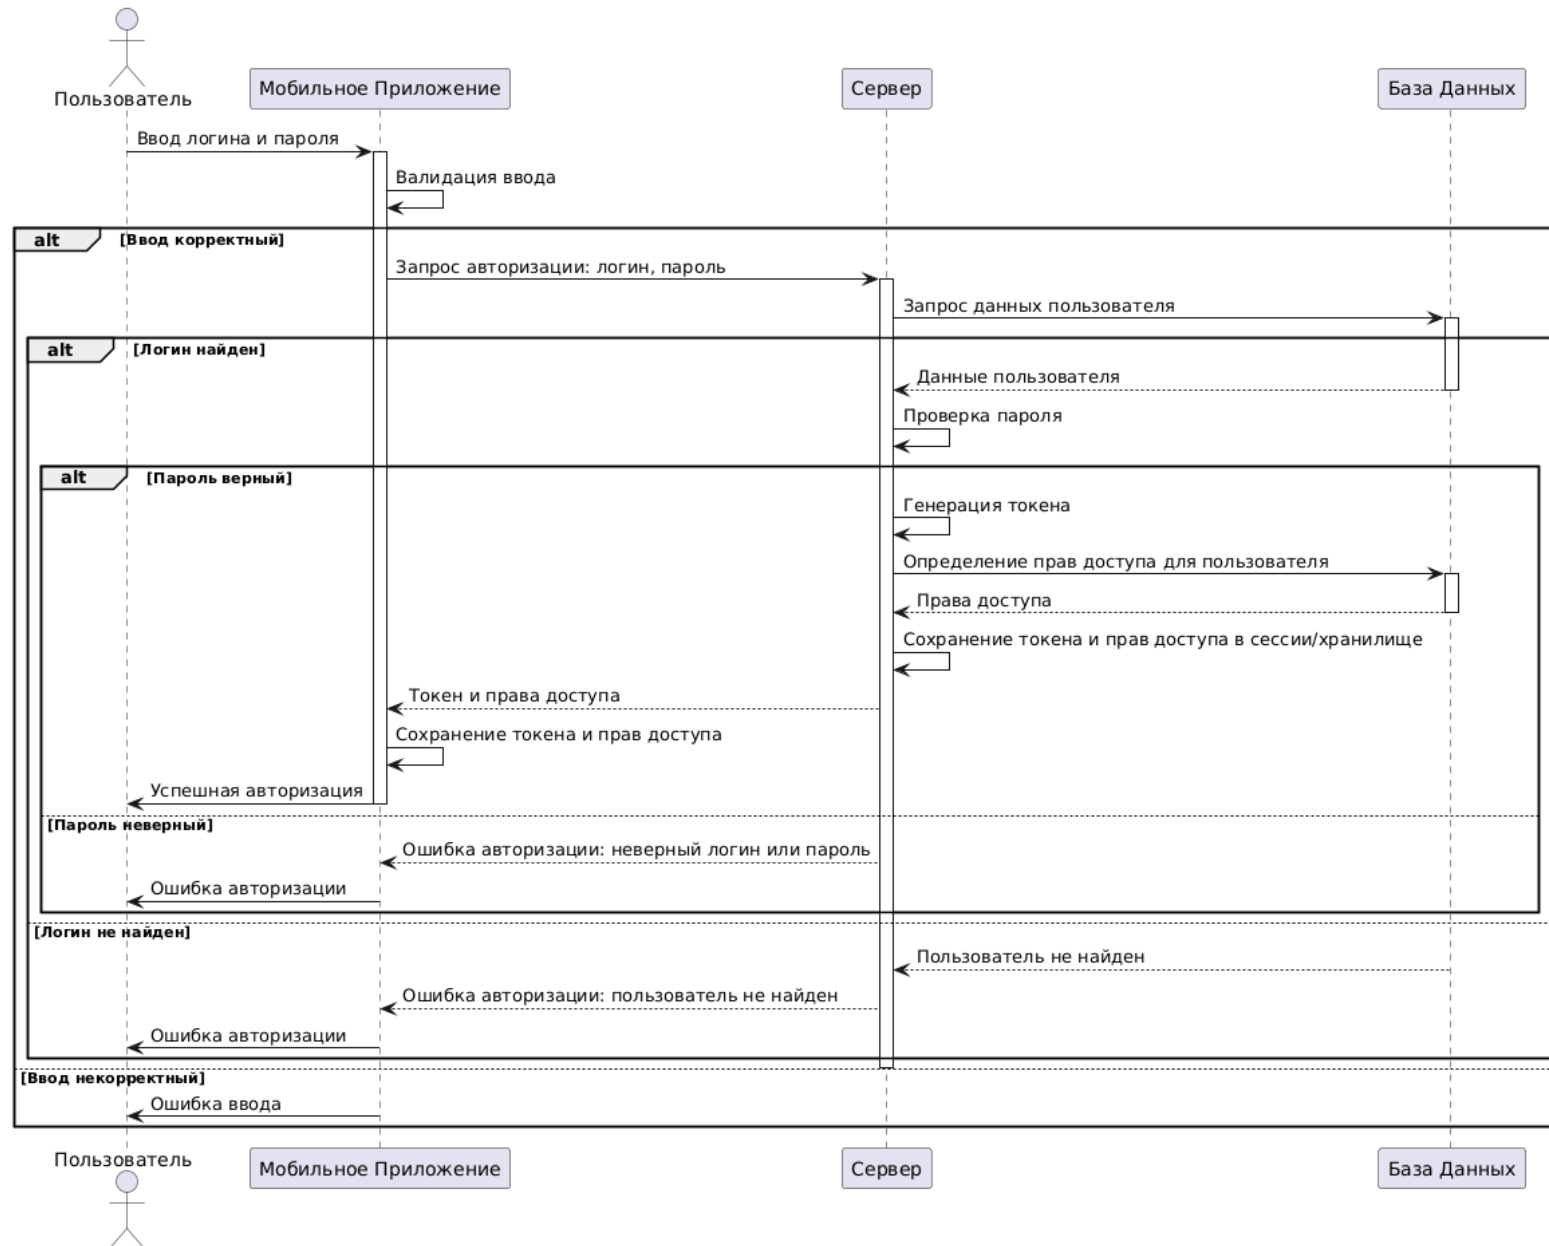 Пользователь
Мобильное Приложение
Сервер
База Данных
Ввод логина и пароля
Валидация ввода
alt
[Ввод корректный]
Запрос авторизации: логин, пароль
Запрос данных пользователя
alt
[Логин найден]
Данные пользователя
Проверка пароля
alt
[Пароль верный]
Генерация токена
Определение прав доступа для пользователя
Права доступа
Сохранение токена и прав доступа в сессии/хранилище
Токен и права доступа
Сохранение токена и прав доступа
Успешная авторизация
[Пароль неверный]
Ошибка авторизации: неверный логин или пароль
Ошибка авторизации
[Логин не найден]
Пользователь не найден
Ошибка авторизации: пользователь не найден
Ошибка авторизации
[Ввод некорректный]
Ошибка ввода
Пользователь
Мобильное Приложение
Сервер
База Данных